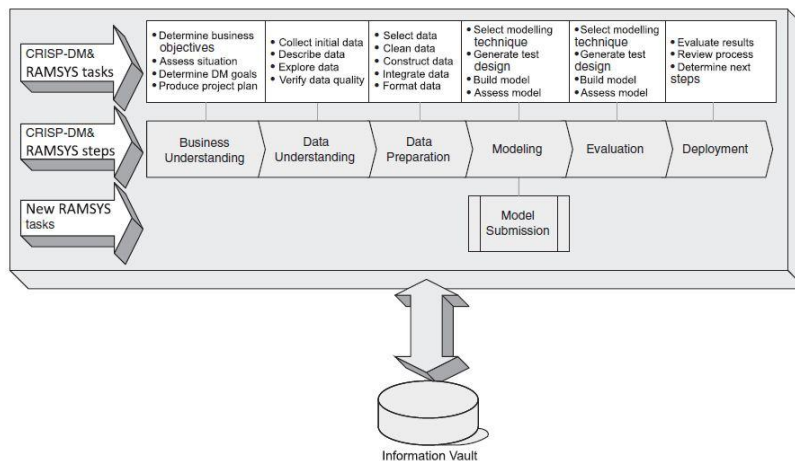 CRISP-DM&
RAMSYS tasks
• Determine business
objectives
• Assess situation
• Determine DM goals
• Produce project plan
• Collect initial data
• Describe data
• Explore data
• Verify data quality
• Select data
• Clean data
• Construct data
• Integrate data
• Format data
• Select modelling
technique
• Generate test
design
• Build model
• Assess model
• Select modelling
technique
• Generate test
design
• Build model
• Assess model
• Evaluate results
• Review process
• Determine next
steps
CRISP-DM&
RAMSYS steps
Business
Understanding
Data
Understanding
Data
Preparation
Modeling
Evaluation
Deployment
New RAMSYS
tasks
Model
Submission
Information Vault